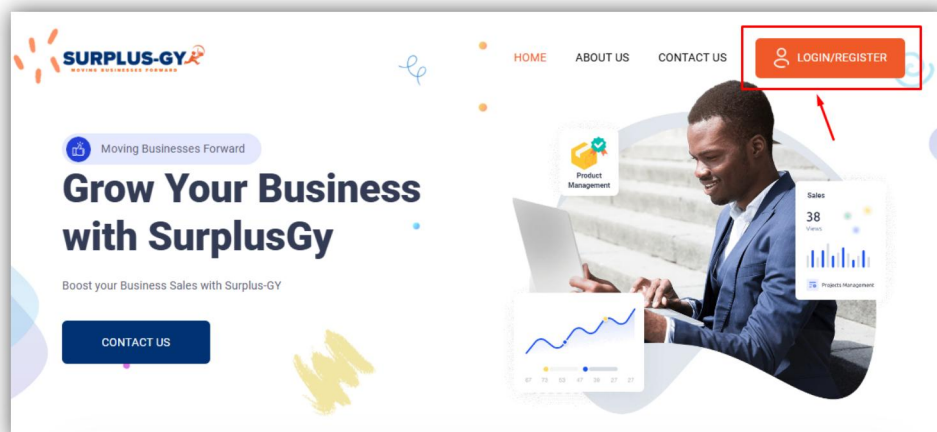 SURPLUS-GY
MOVING BUSINESSES FORWARD
HOME
ABOUT US
CONTACT US
LOGIN/REGISTER
Moving Businesses Forward
Grow Your Business
with SurplusGy
Boost your Business Sales with Surplus-GY
CONTACT US
Product
Management
Sales
38
Views
Projects Management